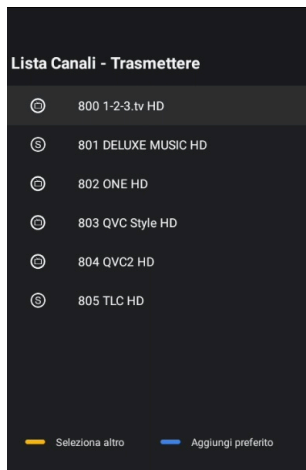 Lista Canali - Trasmettere
800 1-2-3.tv HD
S 801 DELUXE MUSIC HD
802 ONE HD
803 QVC Style HD
804 QVC2 HD
S 805 TLC HD
Seleziona altro Aggiungi preferito